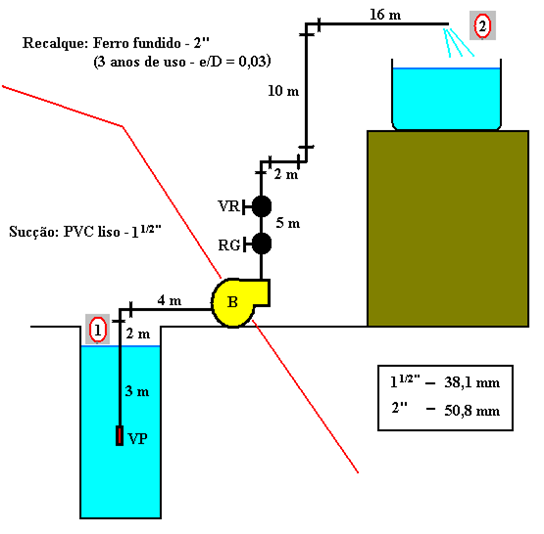 16 m
2
Recalque: Ferro fundido - 2"
(3 anos de uso - e/D = 0,03)
10 m
2 m
VR
5 m
Sucção: PVC liso - 1 1/2"
RG
B
4 m
1
2 m
3 m
VP
1 1/2" – 38,1 mm
2" – 50,8 mm